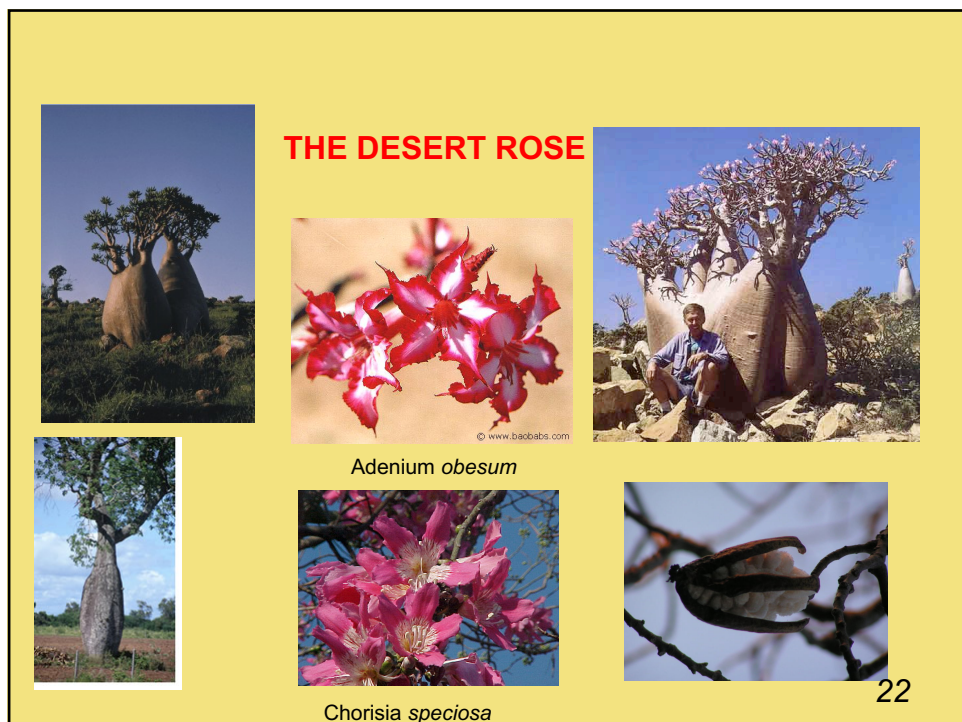 THE DESERT ROSE
© www.baobabs.com
Adenium obesum
22
Chorisia speciosa